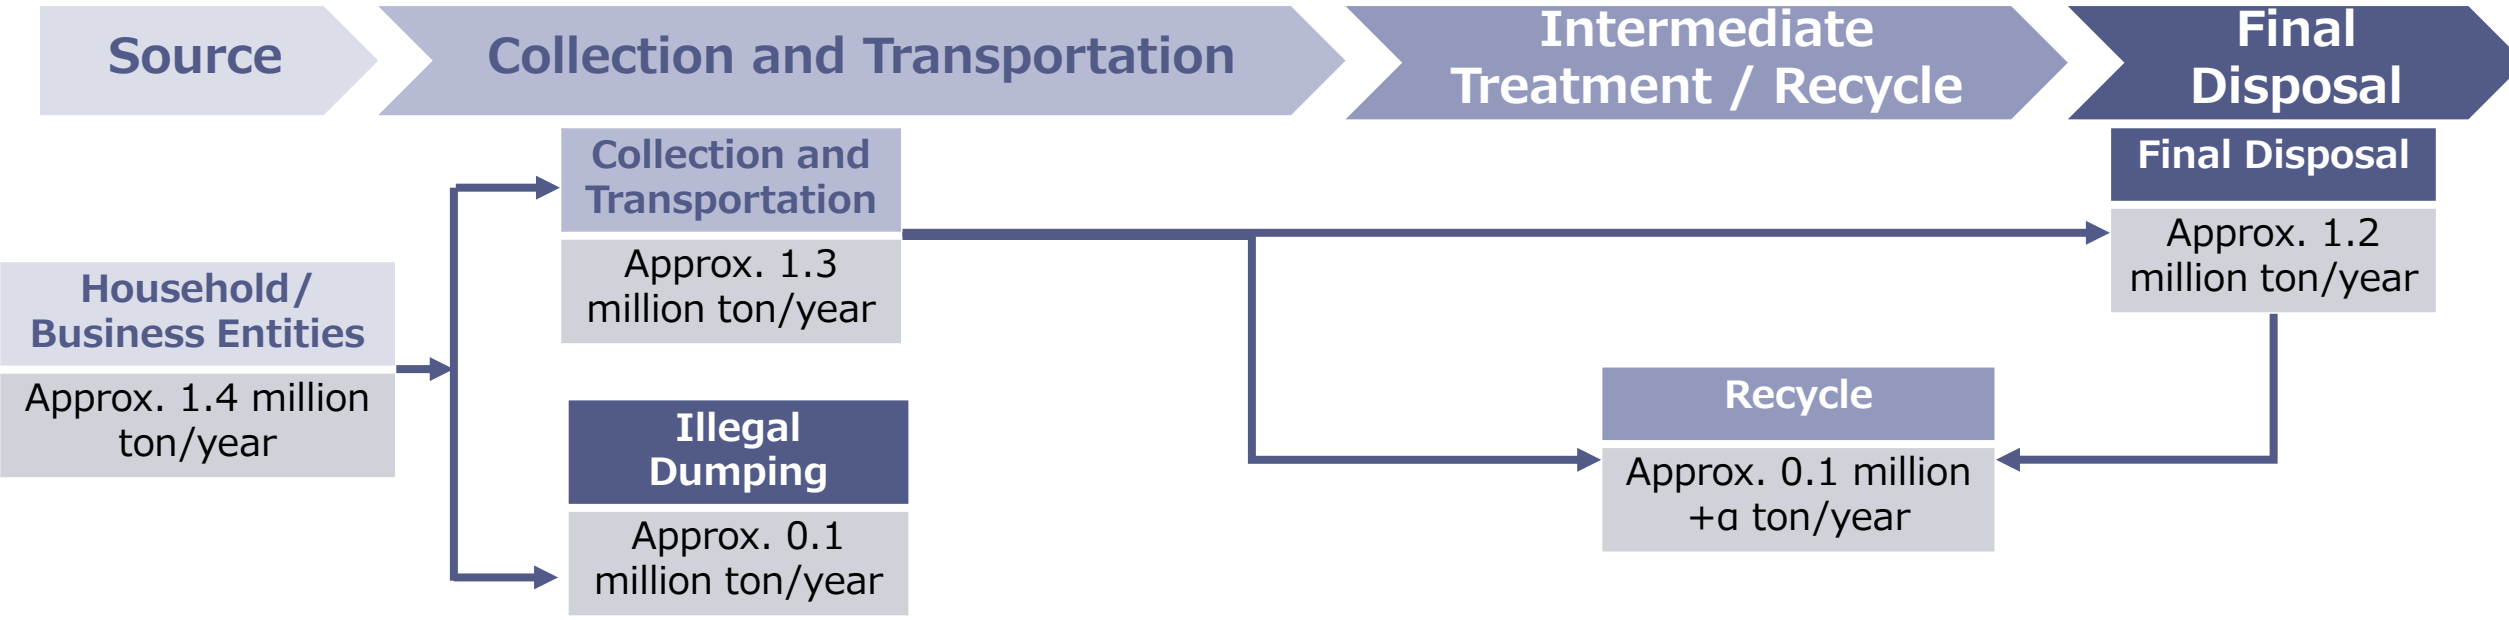 Source
Collection and Transportation
Intermediate
Treatment / Recycle
Final
Disposal
Household/
Business Entities
Approx. 1.4 million
ton/year
Collection and
Transportation
Approx. 1.3
million ton/year
Illegal
Dumping
Approx. 0.1
million ton/year
Recycle
Approx. 0.1 million
+α ton/year
Final Disposal
Approx. 1.2
million ton/year